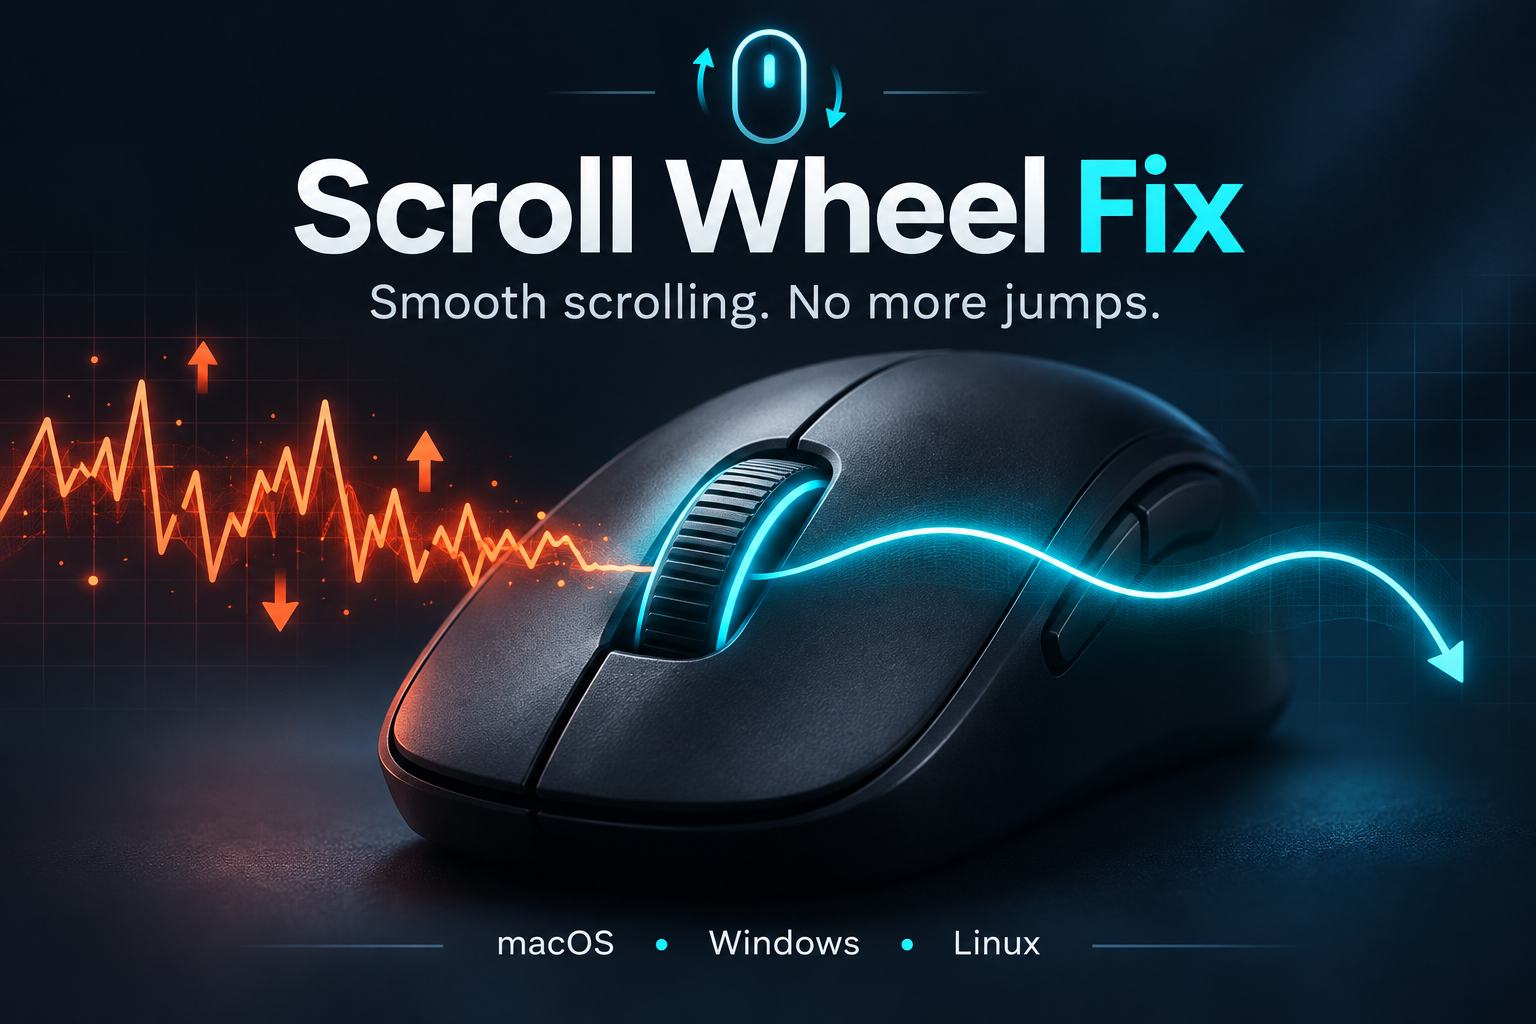 Scroll Wheel Fix
Smooth scrolling. No more jumps.
macOS • Windows • Linux